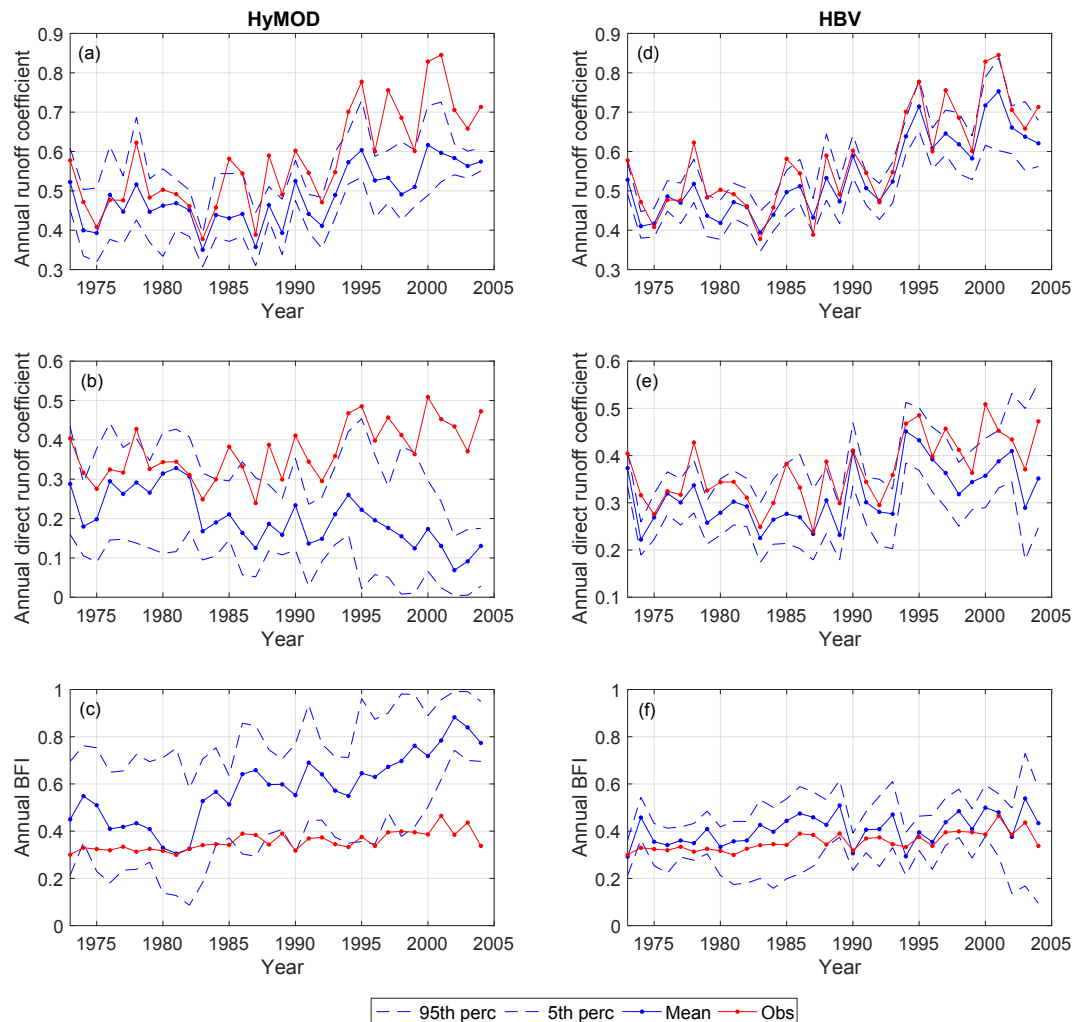 HyMOD
HBV
(a)
Annual runoff coefficient
0.9
0.8
0.7
0.6
0.5
0.4
0.3
1975 1980 1985 1990 1995 2000 2005
Year
(d)
Annual runoff coefficient
0.9
0.8
0.7
0.6
0.5
0.4
0.3
1975 1980 1985 1990 1995 2000 2005
Year
(b)
Annual direct runoff coefficient
0.6
0.5
0.4
0.3
0.2
0.1
0
1975 1980 1985 1990 1995 2000 2005
Year
(e)
Annual direct runoff coefficient
0.6
0.5
0.4
0.3
0.2
0.1
1975 1980 1985 1990 1995 2000 2005
Year
(c)
Annual BFI
1
0.8
0.6
0.4
0.2
0
1975 1980 1985 1990 1995 2000 2005
Year
(f)
Annual BFI
1
0.8
0.6
0.4
0.2
0
1975 1980 1985 1990 1995 2000 2005
Year
95th perc 5th perc Mean Obs